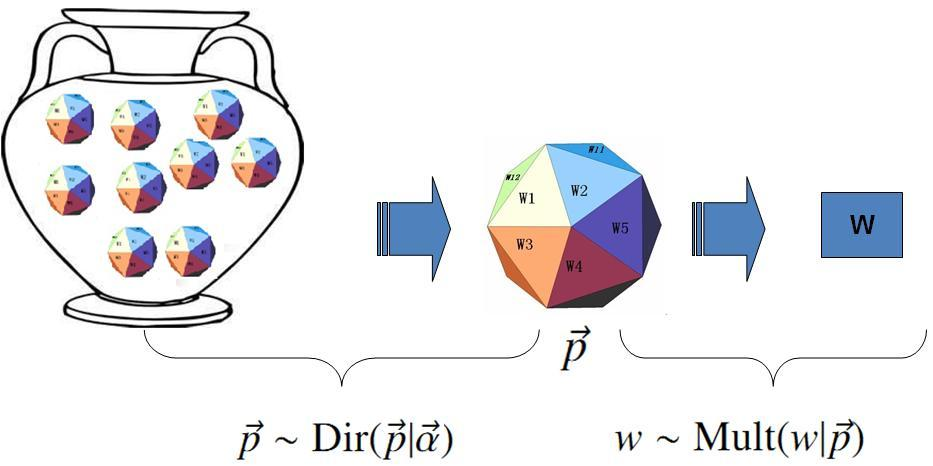 W12
W11
W1
W2
W5
W3
W4
W
p⃗
p⃗ ~ Dir(p⃗|α⃗)
w ~ Mult(w|p⃗)